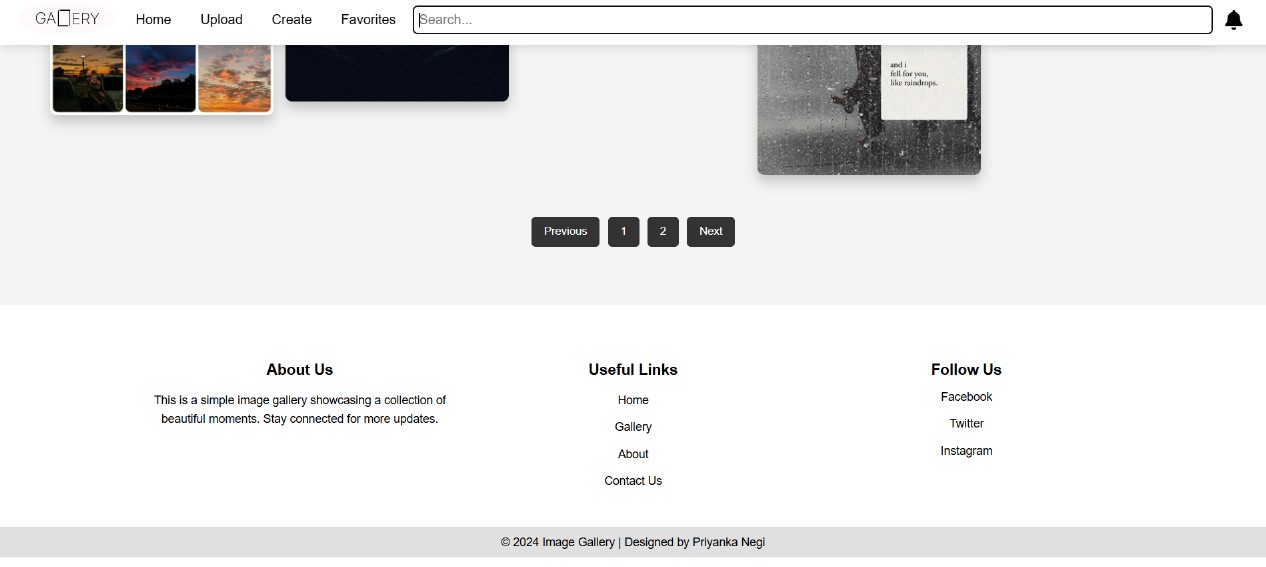 GALLERY
Home
Upload
Create
Favorites
Search...
and i
fell for you,
like raindrops.
Previous
1
2
Next
About Us
This is a simple image gallery showcasing a collection of
beautiful moments. Stay connected for more updates.
Useful Links
Home
Gallery
About
Contact Us
Follow Us
Facebook
Twitter
Instagram
© 2024 Image Gallery | Designed by Priyanka Negi